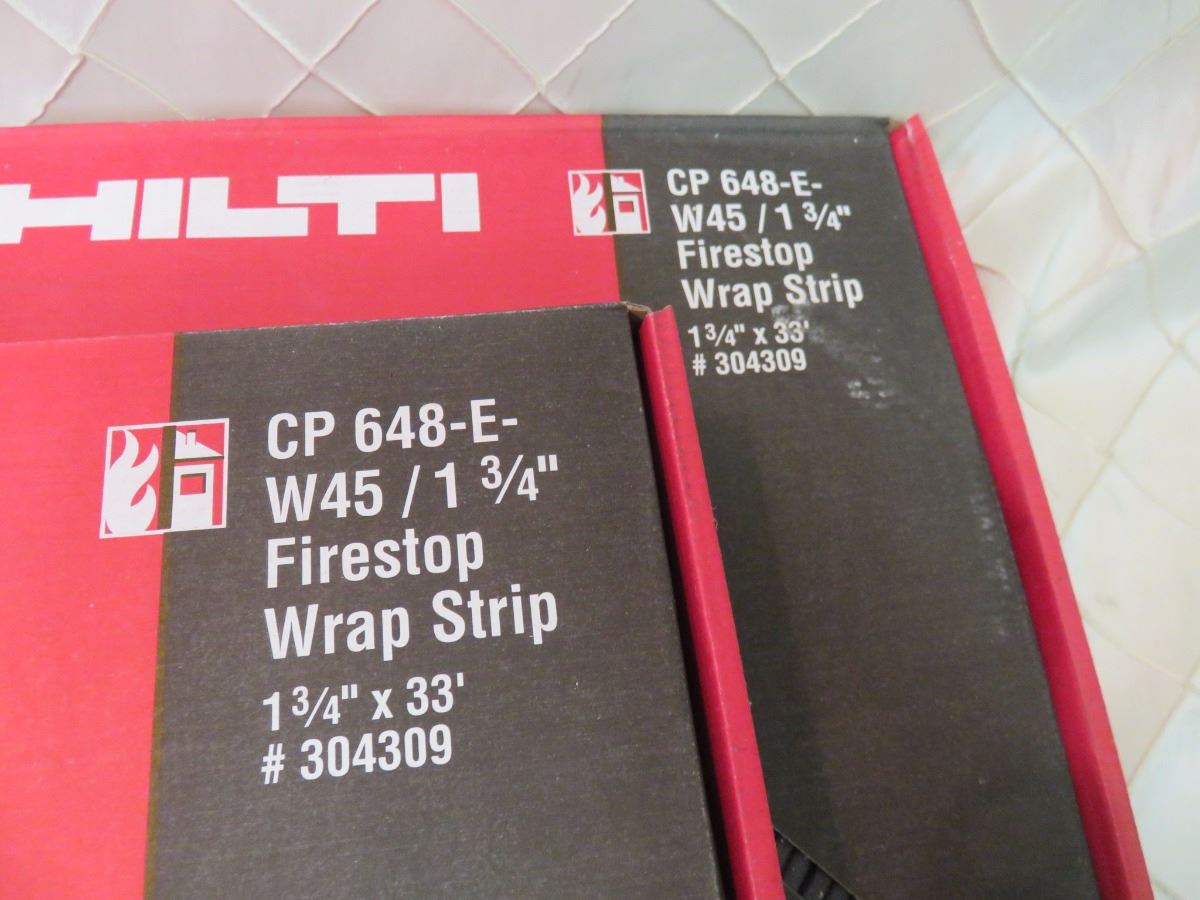 HILTI
CP 648-E-
W45 / 1 3/4"
Firestop
Wrap Strip
1 3/4" x 33'
# 304309
CP 648-E-
W45 / 1 3/4"
Firestop
Wrap Strip
1 3/4" x 33'
# 304309